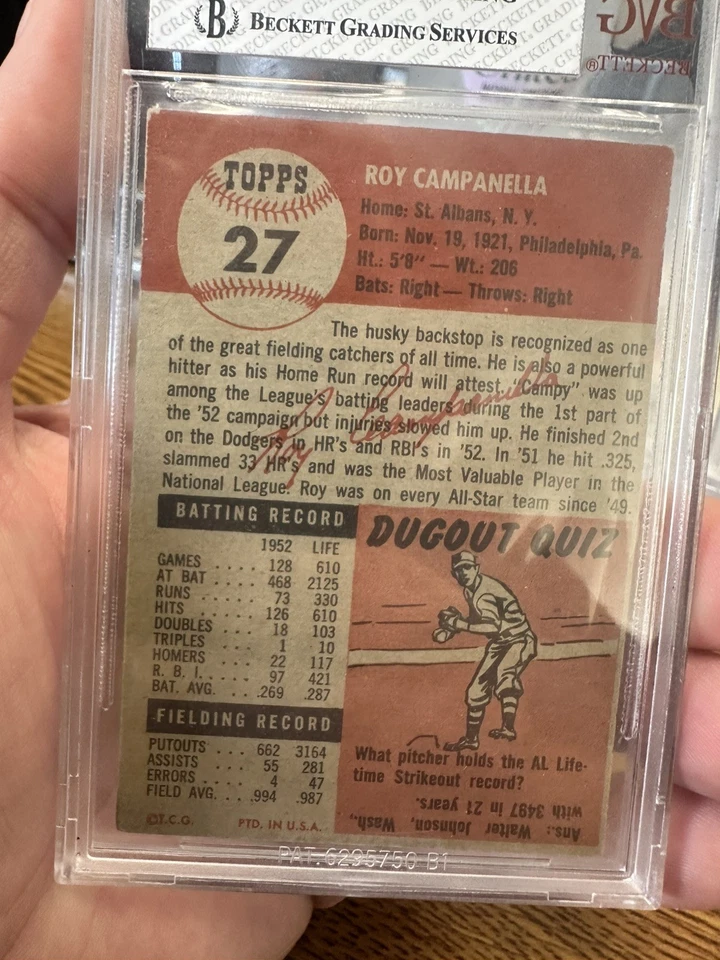 BECKETT GRADING SERVICES
BVG
BECKETT®
TOPPS
27
ROY CAMPANELLA
Home: St. Albans, N. Y.
Born: Nov. 19, 1921, Philadelphia, Pa.
Ht.: 5'8" — Wt.: 206
Bats: Right — Throws: Right
The husky backstop is recognized as one
of the great fielding catchers of all time. He is also a powerful
hitter as his Home Run record will attest. "Campy" was up
among the League's batting leaders during the 1st part of
the '52 campaign but injuries slowed him up. He finished 2nd
on the Dodgers in HR's and RBI's in '52. In '51 he hit .325,
slammed 33 HR's and was the Most Valuable Player in the
National League. Roy was on every All-Star team since '49.
Roy Campanella
BATTING RECORD
1952 LIFE
GAMES .... 128 610
AT BAT .... 468 2125
RUNS .... 73 330
HITS ..... 126 610
DOUBLES ... 18 103
TRIPLES ... 1 10
HOMERS ... 22 117
R. B. I. .... 97 421
BAT. AVG. ... .269 .287
FIELDING RECORD
PUTOUTS ... 662 3164
ASSISTS ... 55 281
ERRORS ... 4 47
FIELD AVG. ... .994 .987
©T.C.G. PTD. IN U.S.A.
DUGOUT QUIZ
What pitcher holds the AL Life-
time Strikeout record?
Ans.: Walter Johnson, Wash.,
with 3497 in 21 years.
PAT. 6235750 B1